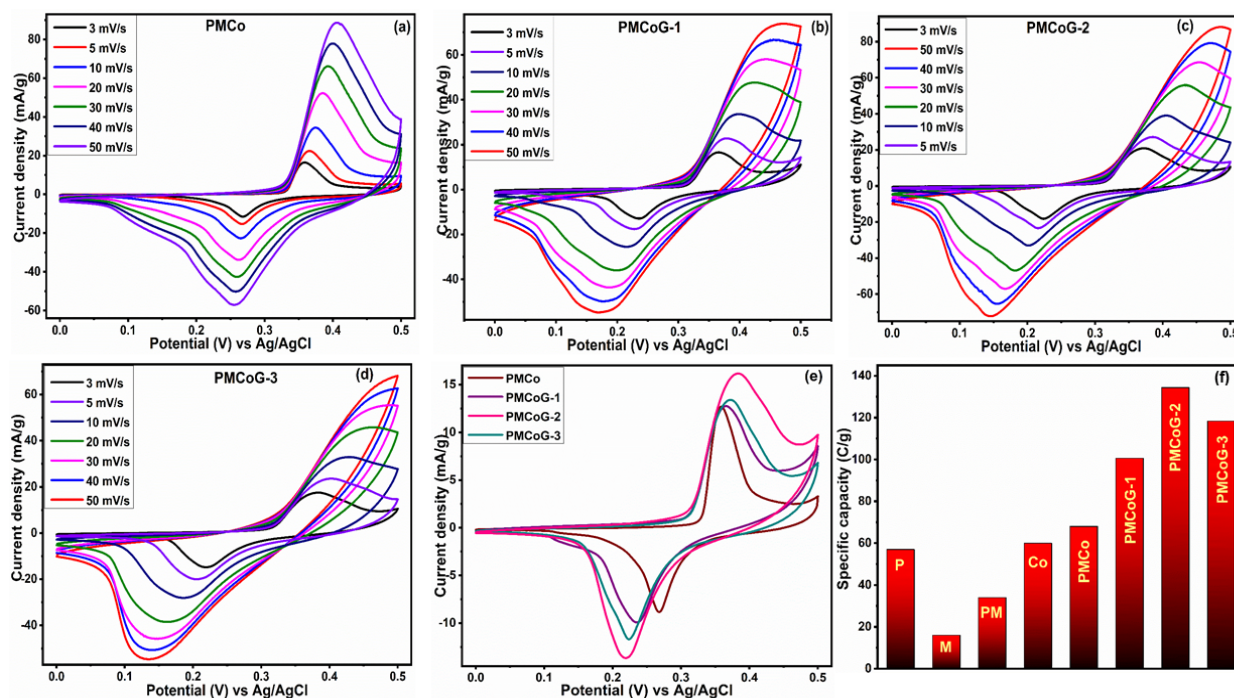 PMCo
(a)
3 mV/s
5 mV/s
10 mV/s
20 mV/s
30 mV/s
40 mV/s
50 mV/s
80
60
40
20
0
-20
-40
-60
0.0 0.1 0.2 0.3 0.4 0.5
Current density (mA/g)
Potential (V) vs Ag/AgCl
PMCoG-1
(b)
3 mV/s
5 mV/s
10 mV/s
20 mV/s
30 mV/s
40 mV/s
50 mV/s
60
40
20
0
-20
-40
0.0 0.1 0.2 0.3 0.4 0.5
Current density (mA/g)
Potential (V) vs Ag/AgCl
PMCoG-2
(c)
3 mV/s
50 mV/s
40 mV/s
30 mV/s
20 mV/s
10 mV/s
5 mV/s
80
60
40
20
0
-20
-40
-60
0.0 0.1 0.2 0.3 0.4 0.5
Current density (mA/g)
Potential (V) vs Ag/AgCl
PMCoG-3
(d)
3 mV/s
5 mV/s
10 mV/s
20 mV/s
30 mV/s
40 mV/s
50 mV/s
60
40
20
0
-20
-40
0.0 0.1 0.2 0.3 0.4 0.5
Current density (mA/g)
Potential (V) vs Ag/AgCl
(e)
PMCo
PMCoG-1
PMCoG-2
PMCoG-3
15
10
5
0
-5
-10
0.0 0.1 0.2 0.3 0.4 0.5
Current density (mA/g)
Potential (V) vs Ag/AgCl
(f)
140
120
100
80
60
40
20
0
Specific capacity (C/g)
P
M
PM
Co
PMCo
PMCoG-1
PMCoG-2
PMCoG-3